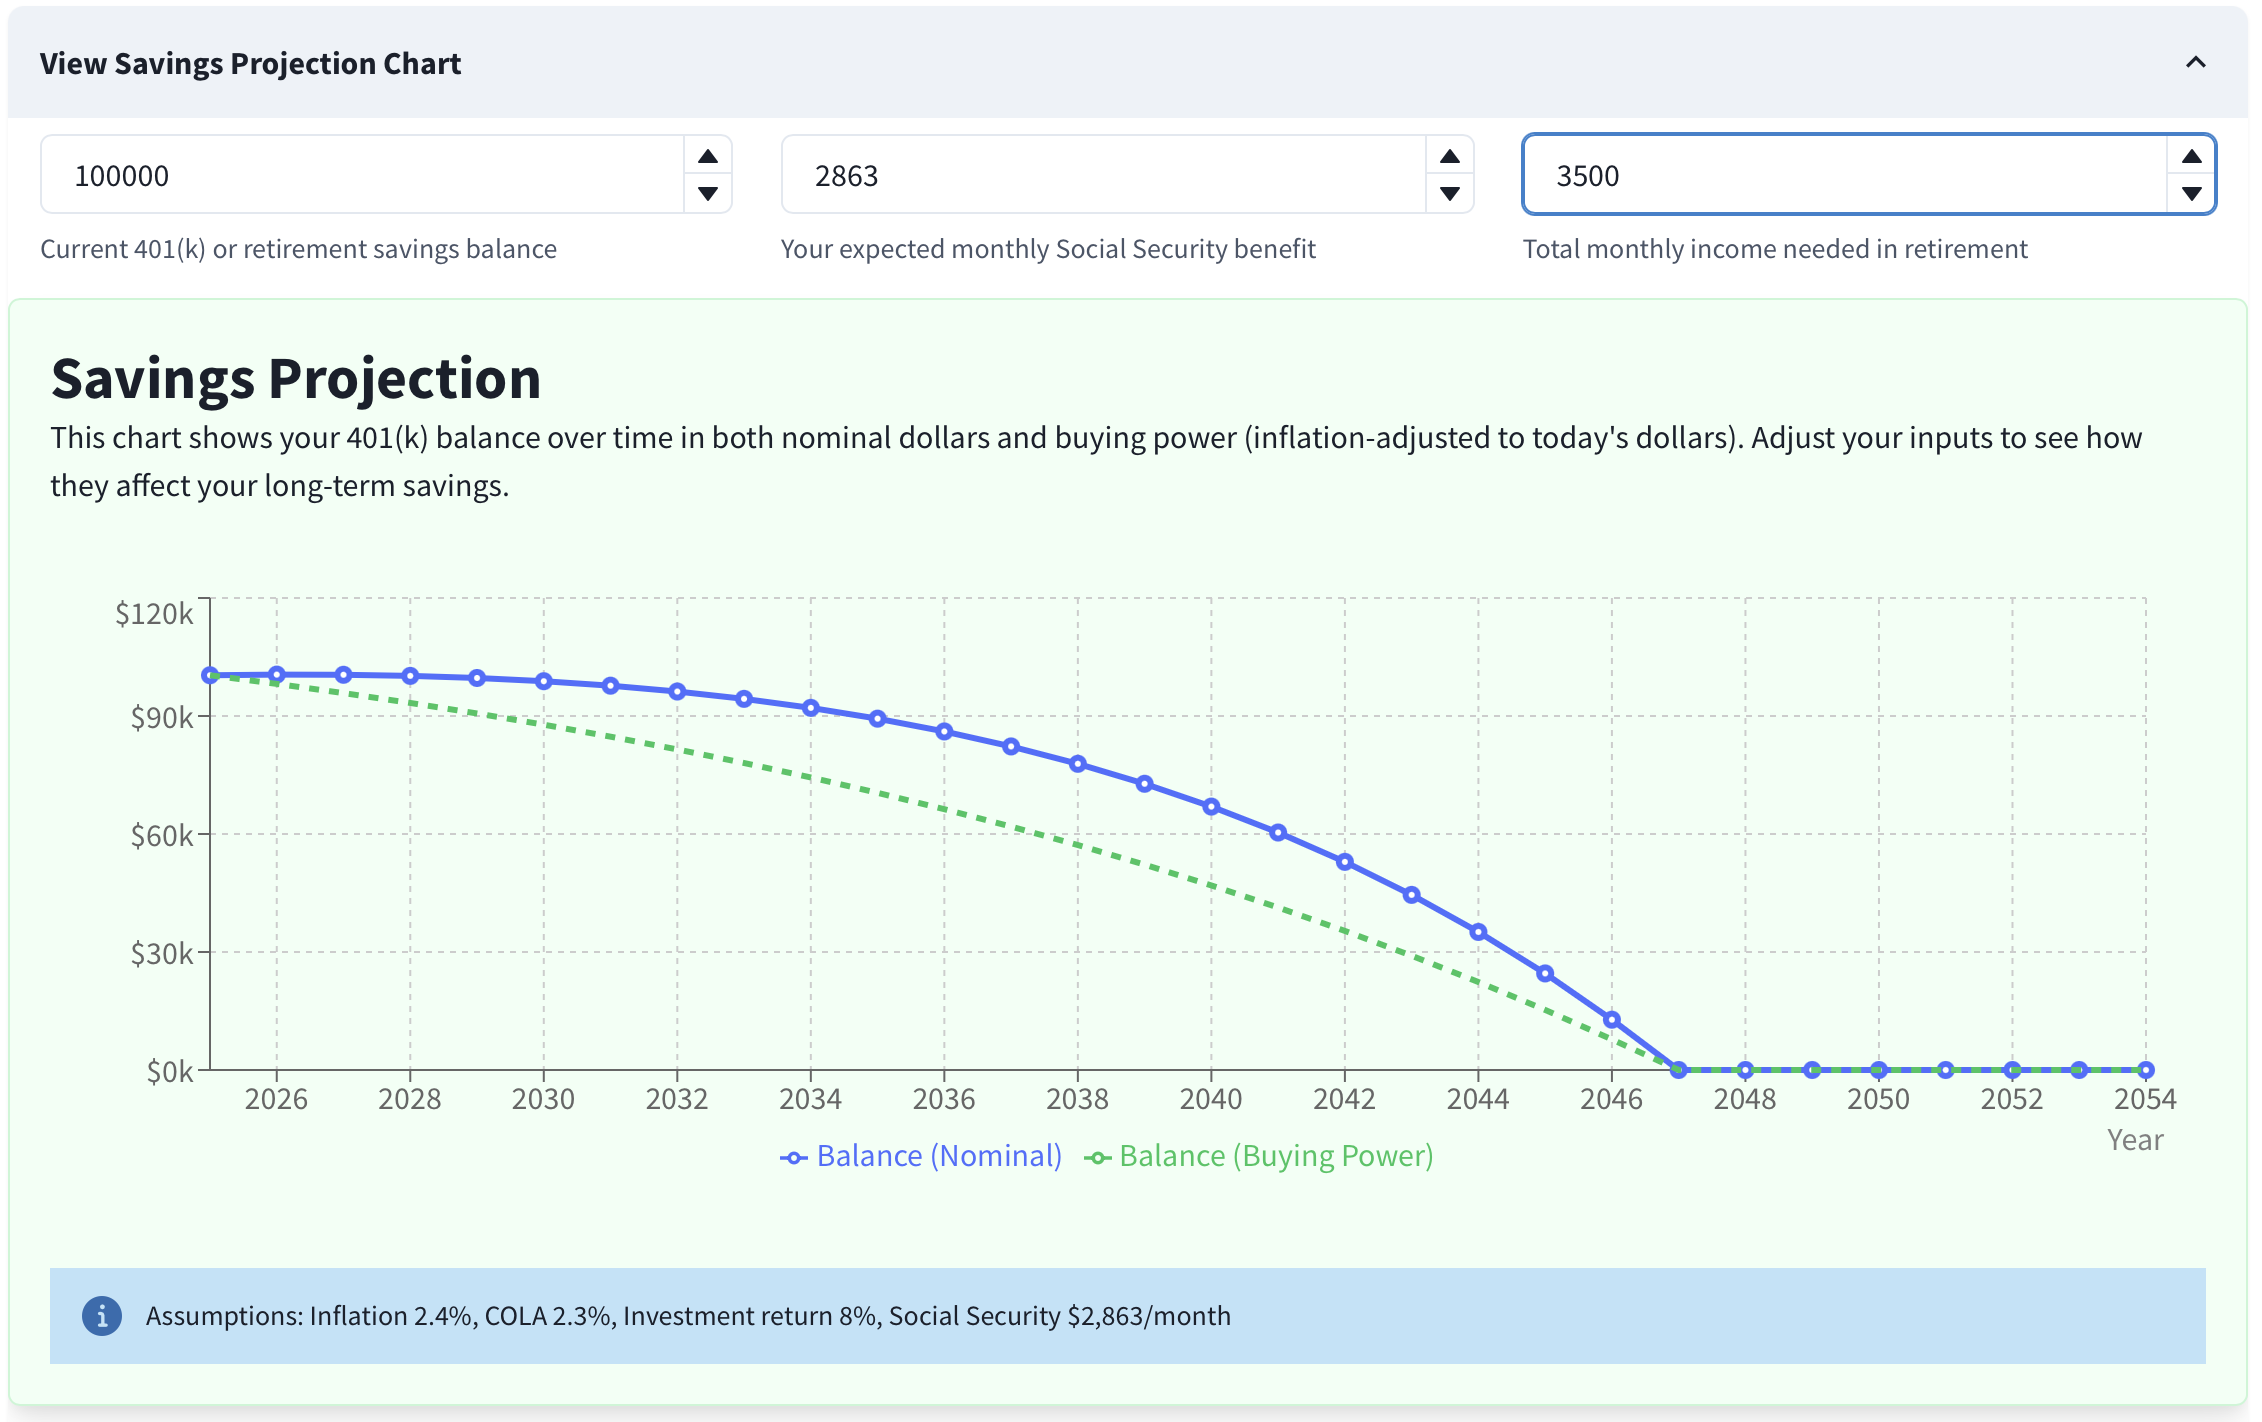 View Savings Projection Chart
100000
2863
3500
Current 401(k) or retirement savings balance
Your expected monthly Social Security benefit
Total monthly income needed in retirement
Savings Projection
This chart shows your 401(k) balance over time in both nominal dollars and buying power (inflation-adjusted to today's dollars). Adjust your inputs to see how
they affect your long-term savings.
$120k
$90k
$60k
$30k
$0k
2026 2028 2030 2032 2034 2036 2038 2040 2042 2044 2046 2048 2050 2052 2054
Year
Balance (Nominal) Balance (Buying Power)
Assumptions: Inflation 2.4%, COLA 2.3%, Investment return 8%, Social Security $2,863/month